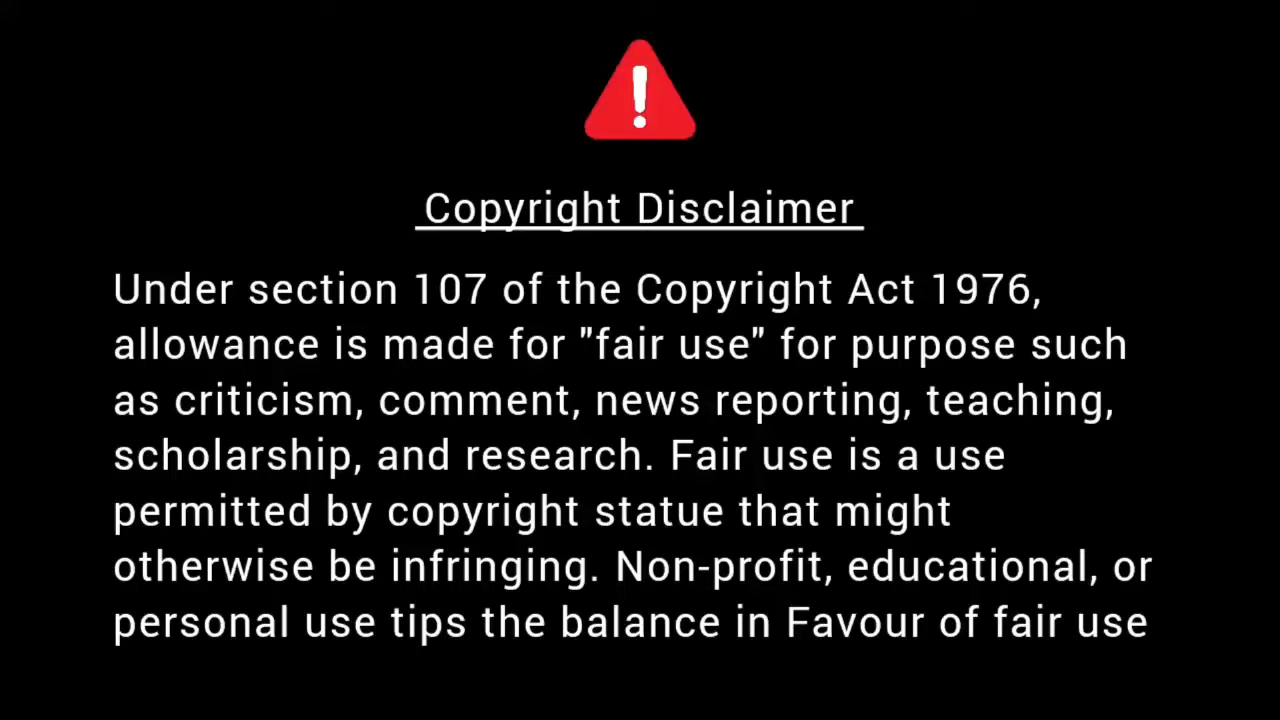 Copyright Disclaimer
Under section 107 of the Copyright Act 1976,
allowance is made for "fair use" for purpose such
as criticism, comment, news reporting, teaching,
scholarship, and research. Fair use is a use
permitted by copyright statue that might
otherwise be infringing. Non-profit, educational, or
personal use tips the balance in Favour of fair use